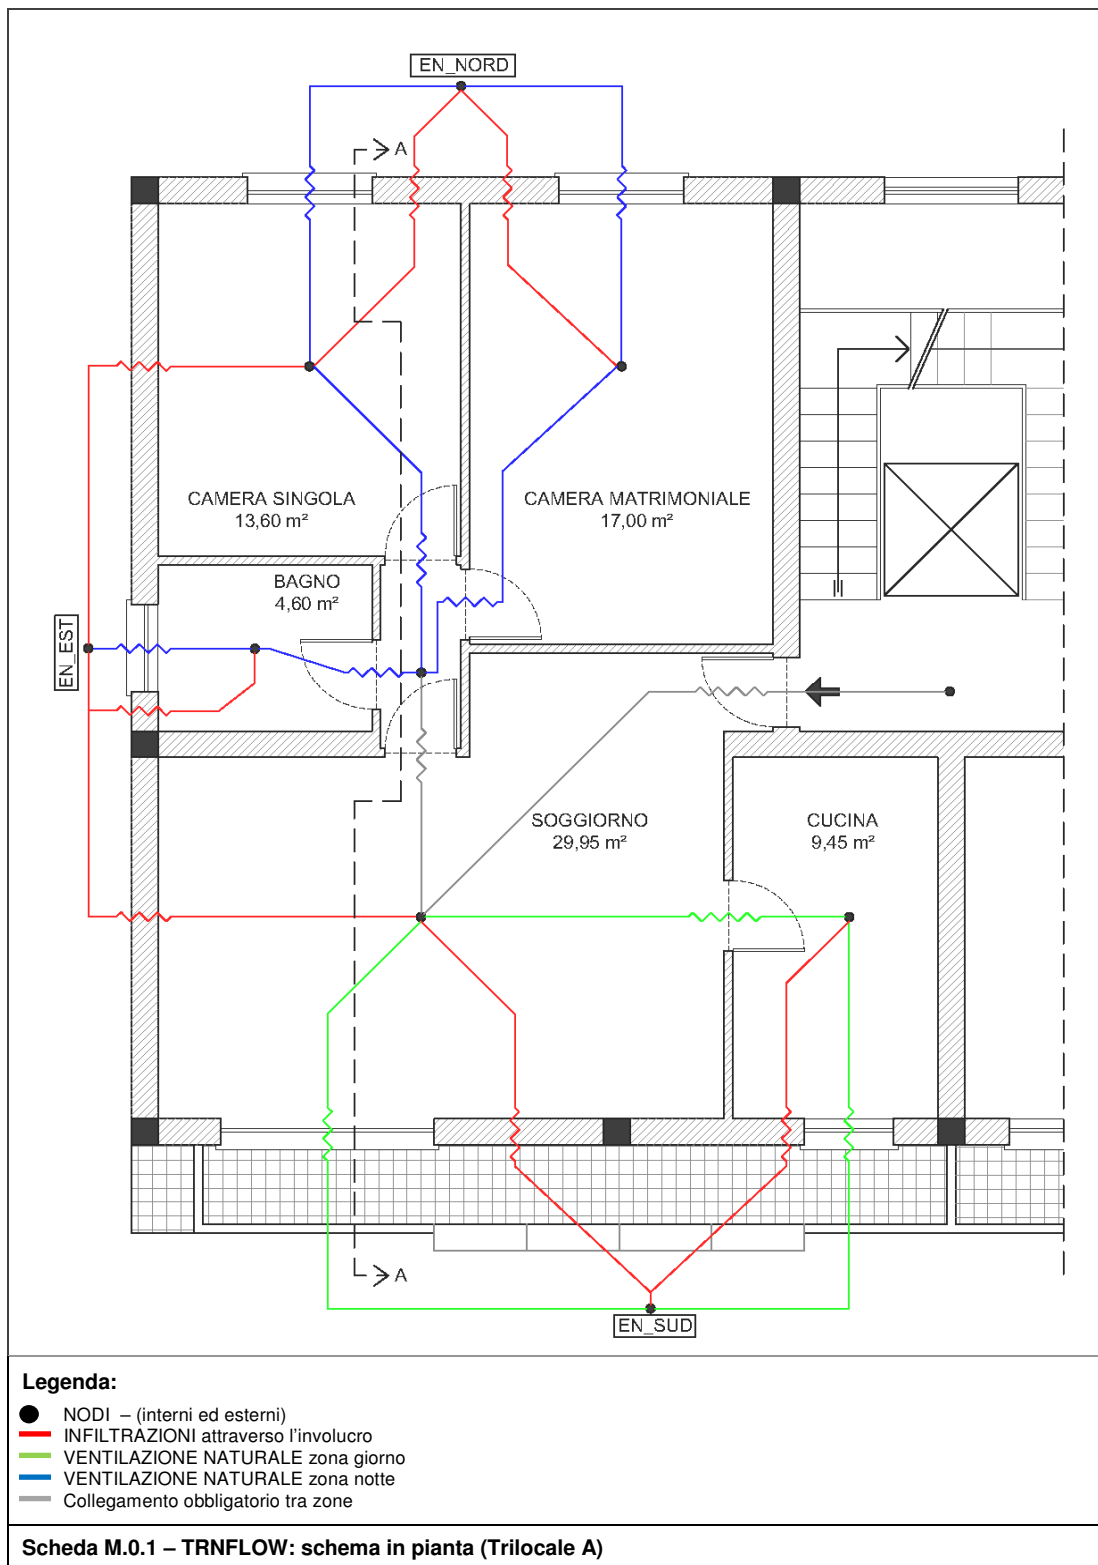 EN_NORD
A
CAMERA SINGOLA
13,60 m²
CAMERA MATRIMONIALE
17,00 m²
BAGNO
4,60 m²
EN_EST
SOGGIORNO
29,95 m²
CUCINA
9,45 m²
A
EN_SUD
Legenda:
NODI – (interni ed esterni)
INFILTRAZIONI attraverso l'involucro
VENTILAZIONE NATURALE zona giorno
VENTILAZIONE NATURALE zona notte
Collegamento obbligatorio tra zone
Scheda M.0.1 – TRNFLOW: schema in pianta (Trilocale A)